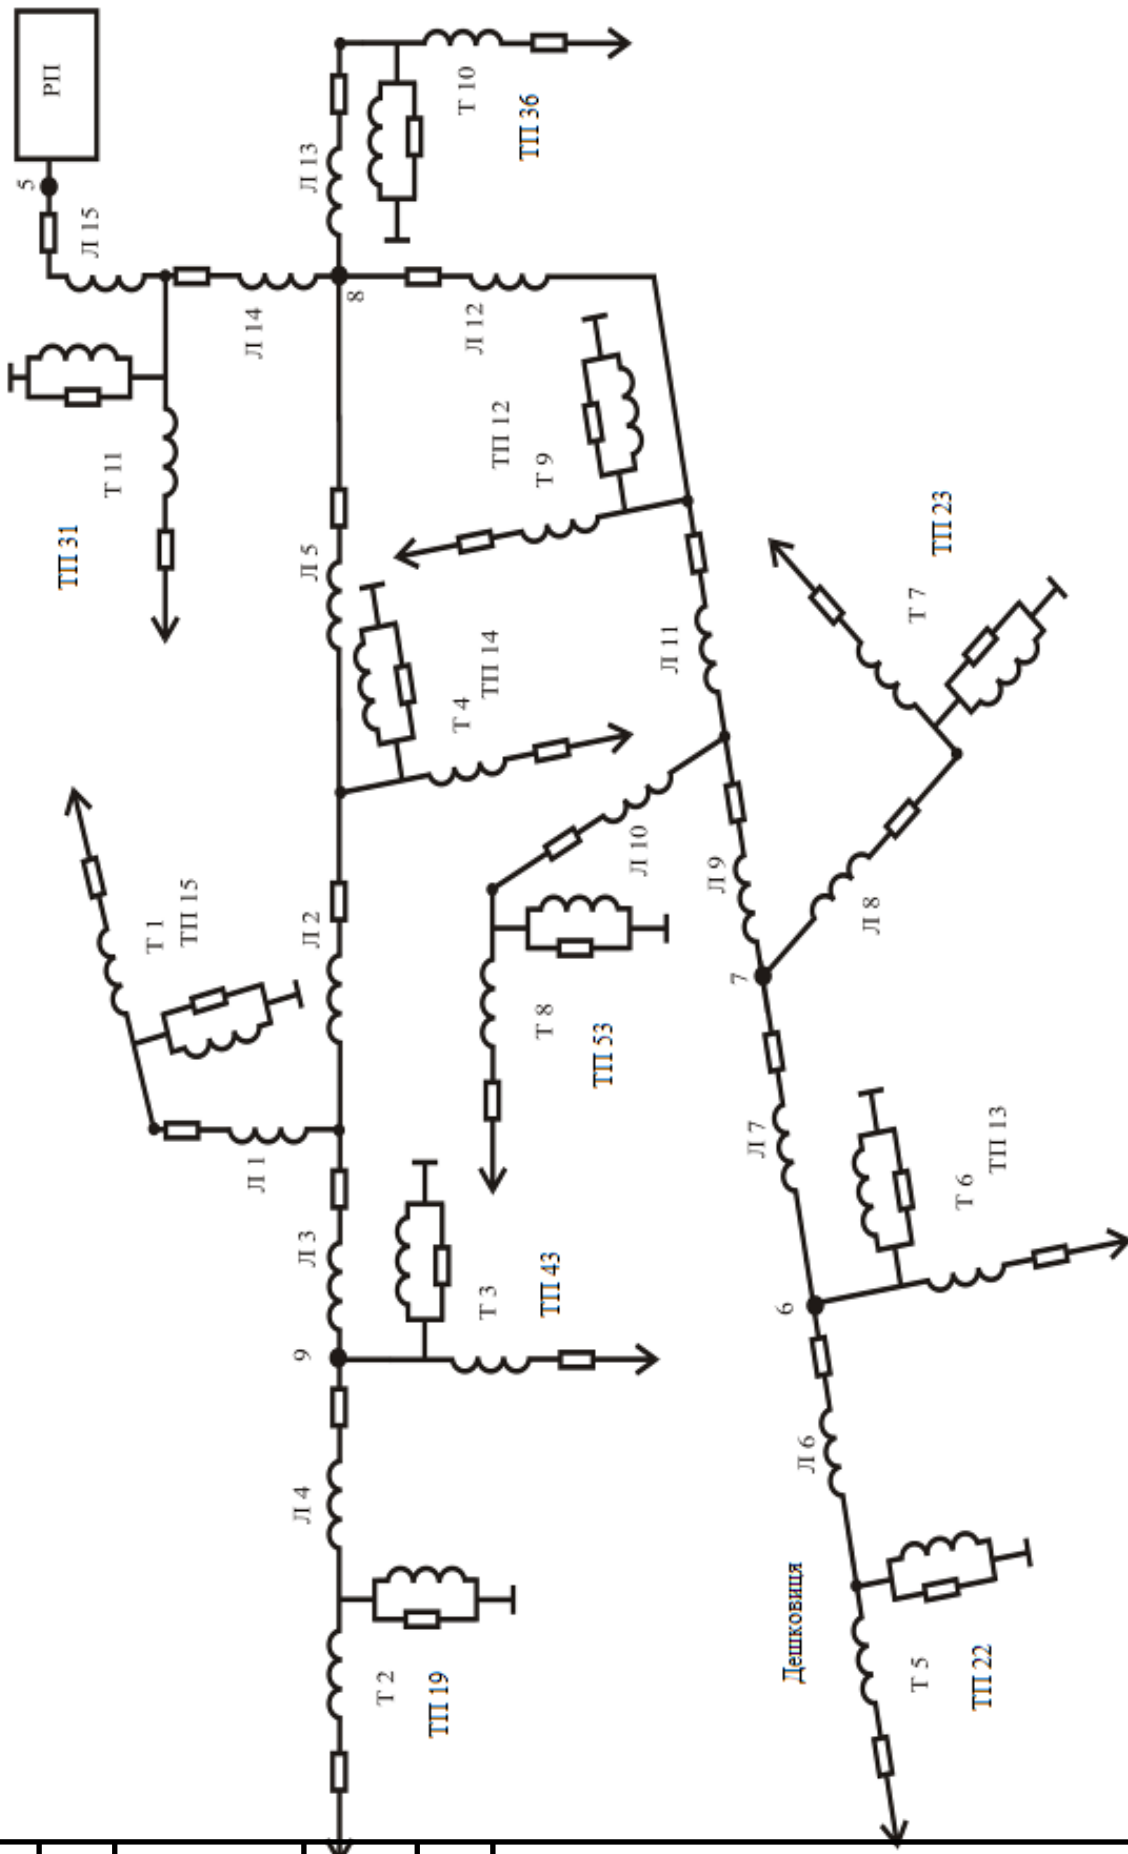 РП
5
Л 15
Л 14
Т 11
ТП 31
Л 13
Т 10
ТП 36
8
Л 12
Л 5
ТП 12
Т 9
Т 4
ТП 14
Л 11
Т 7
ТП 23
Т 1
ТП 15
Л 2
Л 10
Л 9
Л 8
7
Т 8
ТП 53
Л 1
Л 3
Л 7
Т 6
ТП 13
9
Т 3
ТП 43
6
Л 4
Л 6
Т 2
ТП 19
Дешковиця
Т 5
ТП 22